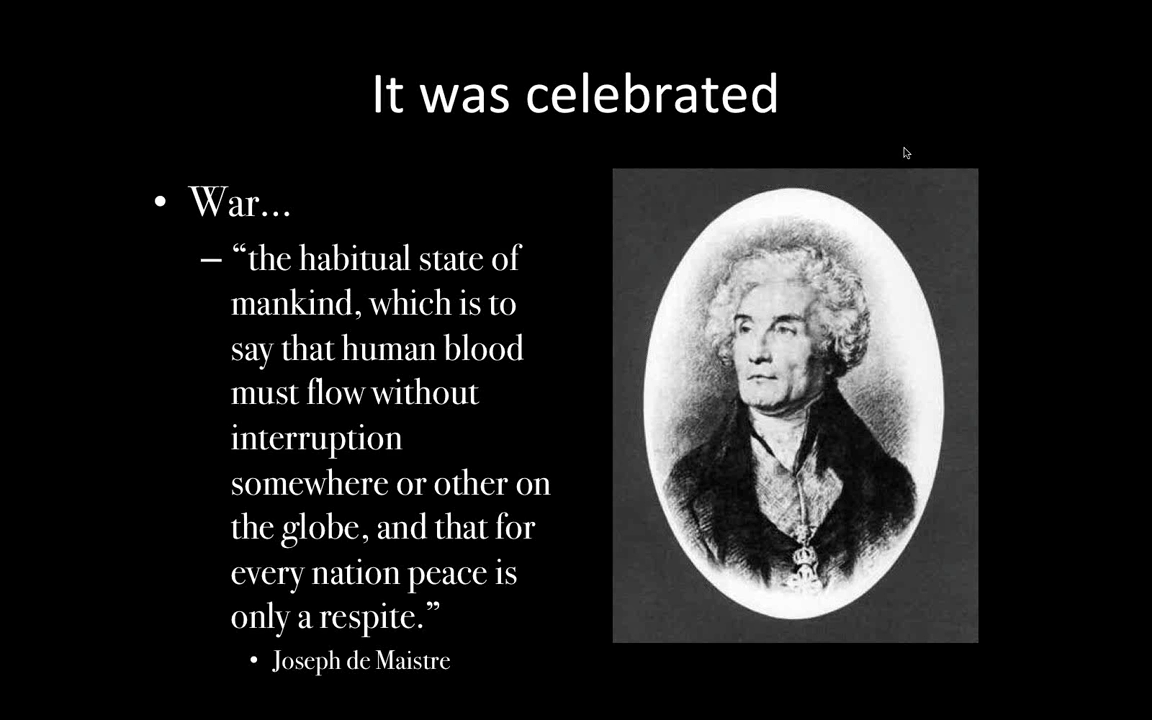 It was celebrated
• War…
– “the habitual state of
mankind, which is to
say that human blood
must flow without
interruption
somewhere or other on
the globe, and that for
every nation peace is
only a respite.”
• Joseph de Maistre